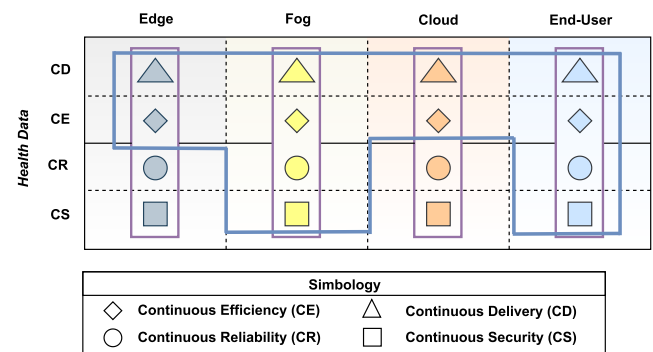 Edge Fog Cloud End-User
Health Data
CD
CE
CR
CS
Simbology
Continuous Efficiency (CE) Continuous Delivery (CD)
Continuous Reliability (CR) Continuous Security (CS)